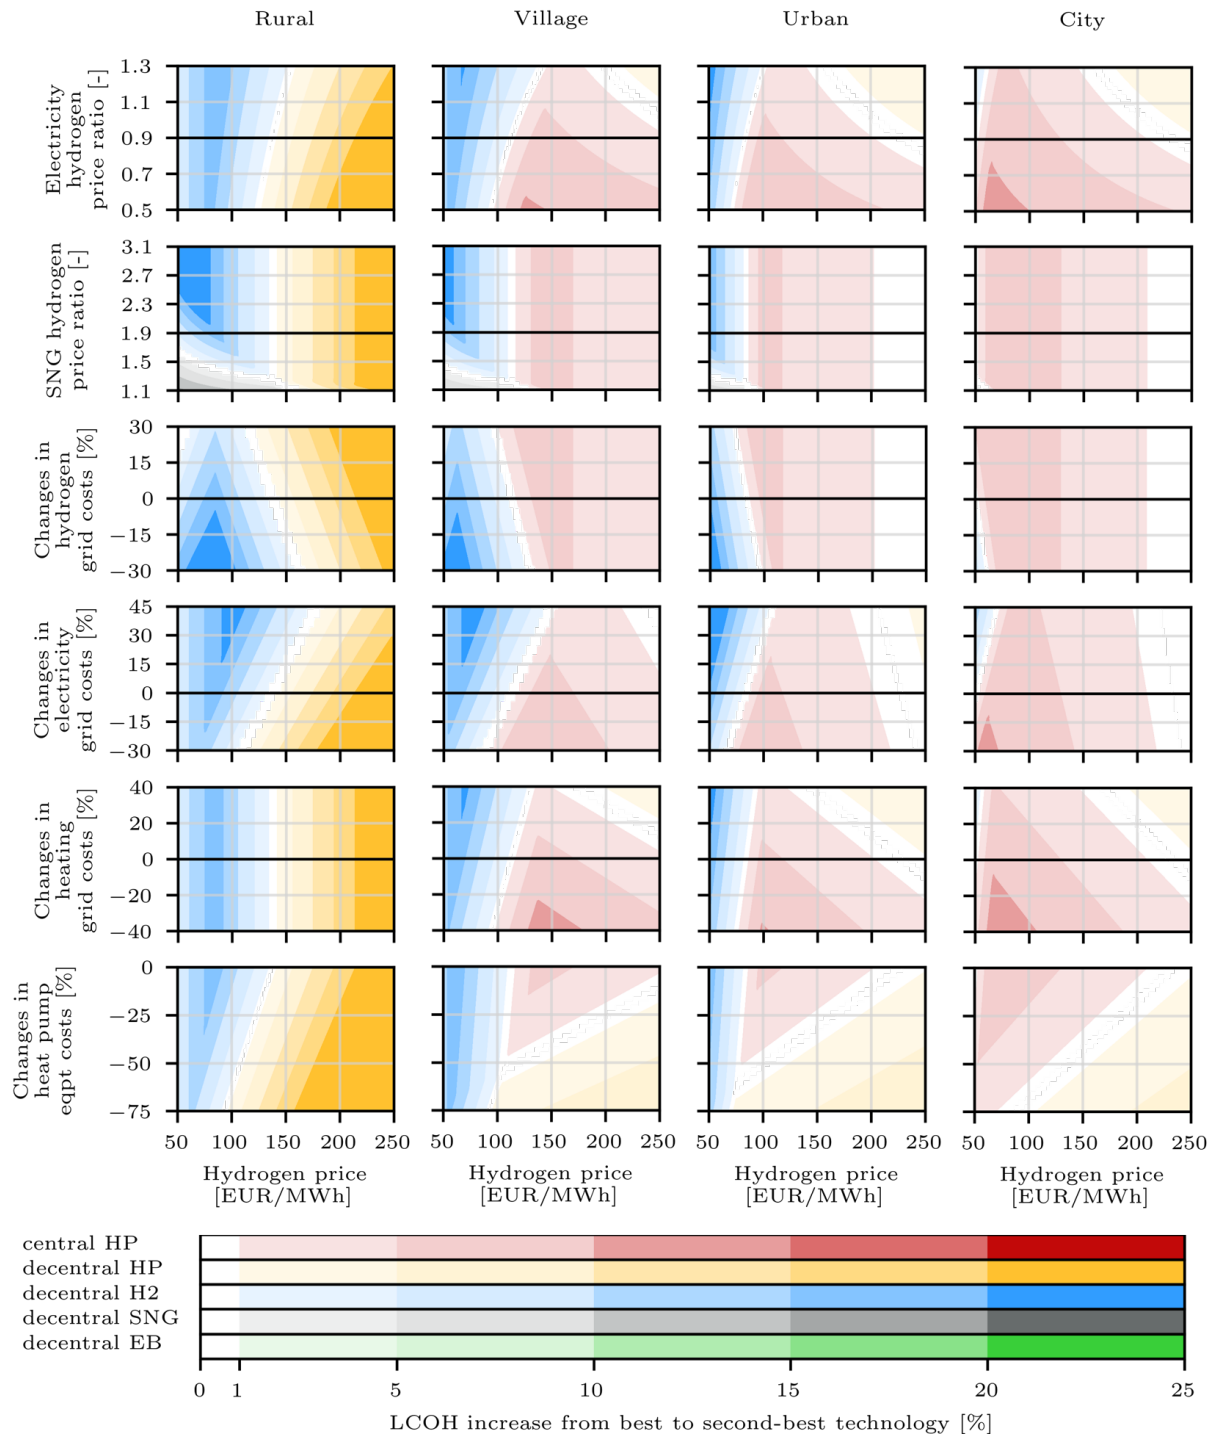 Rural Village Urban City
Electricity
hydrogen
price ratio [-]
1.3
1.1
0.9
0.7
0.5
SNG hydrogen
price ratio [-]
3.1
2.7
2.3
1.9
1.5
1.1
Changes in
hydrogen
grid costs [%]
30
15
0
−15
−30
Changes in
electricity
grid costs [%]
45
30
15
0
−15
−30
Changes in
heating
grid costs [%]
40
20
0
−20
−40
Changes in
heat pump
eqpt costs [%]
0
−25
−50
−75
50 100 150 200 250 50 100 150 200 250 50 100 150 200 250 50 100 150 200 250
Hydrogen price Hydrogen price Hydrogen price Hydrogen price
[EUR/MWh] [EUR/MWh] [EUR/MWh] [EUR/MWh]
central HP
decentral HP
decentral H2
decentral SNG
decentral EB
0 1 5 10 15 20 25
LCOH increase from best to second-best technology [%]